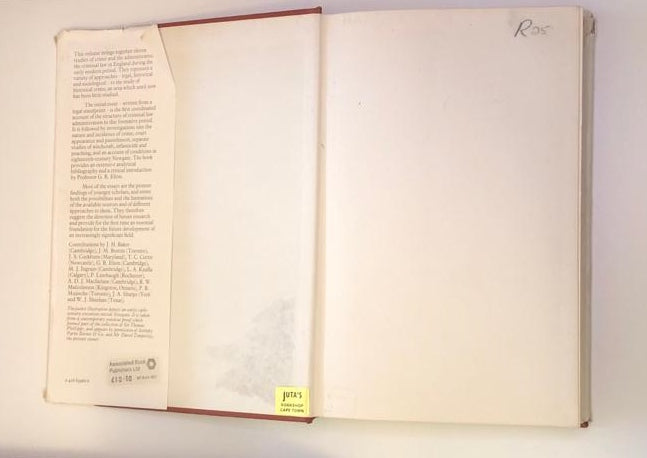 This volume brings together eleven
studies of crime and the administration of
the criminal law in England during the
early modern period. They represent a
variety of approaches - legal, historical
and sociological - to the study of
historical crime, an area which until now
has been little studied.
The initial essay - written from a
legal standpoint - is the first coordinated
account of the structure of criminal law
administration in this formative period.
It is followed by investigations into the
nature and incidence of crime, court
appearance and punishment, separate
studies of witchcraft, infanticide and
poaching, and an account of conditions in
eighteenth-century Newgate. The book
provides an extensive analytical
bibliography and a critical introduction
by Professor G. R. Elton.
Most of the essays are the present
findings of younger scholars, and some
both the possibilities and the limitations
of the available sources and of different
approaches to them. They therefore
suggest the direction of future research
and provide for the first time an essential
foundation for the future development of
an increasingly significant field.
Contributions by J. H. Baker
(Cambridge), J. M. Beattie (Toronto),
J. S. Cockburn (Maryland), T. C. Curtis
(Newcastle), G. R. Elton (Cambridge),
M. J. Ingram (Cambridge), L. A. Knafla
(Calgary), P. Linebaugh (Rochester),
A. D. J. Macfarlane (Cambridge), R. W.
Malcolmson (Kingston, Ontario), P. B.
Munsche (Toronto), J. A. Sharpe (York)
and W. J. Sheehan (Texas)
the present owner.
Associated Book
Publishers Ltd
R25
JUTA'S
BOOKSHOP
CAPE TOWN